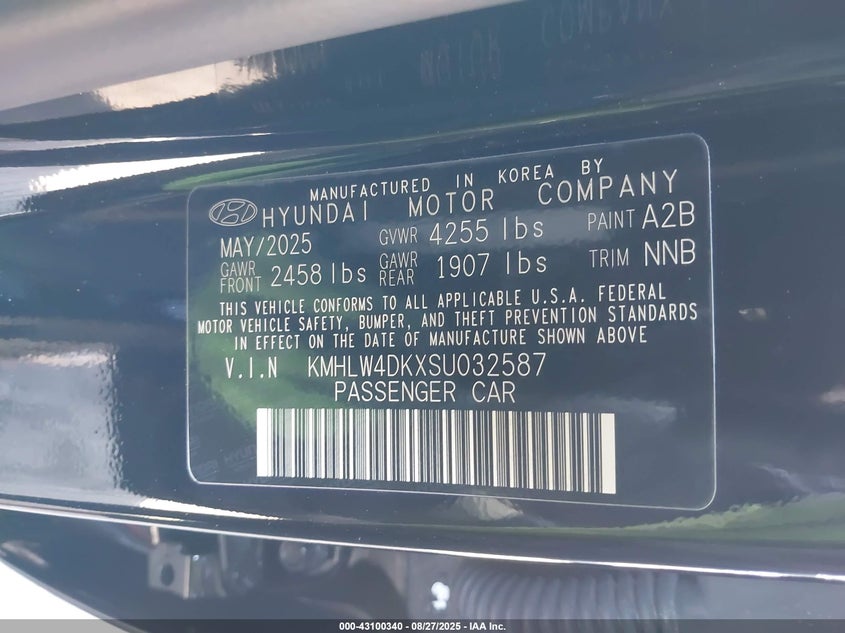 MANUFACTURED IN KOREA BY
HYUNDAI MOTOR COMPANY
MAY/2025 GVWR 4255 lbs PAINT A2B
GAWR FRONT 2458 lbs GAWR REAR 1907 lbs TRIM NNB
THIS VEHICLE CONFORMS TO ALL APPLICABLE U.S.A. FEDERAL
MOTOR VEHICLE SAFETY, BUMPER, AND THEFT PREVENTION STANDARDS
IN EFFECT ON THE DATE OF MANUFACTURE SHOWN ABOVE
V.I.N KMHLW4DKXSU032587
PASSENGER CAR
000-43100340 - 08/27/2025 - IAA Inc.